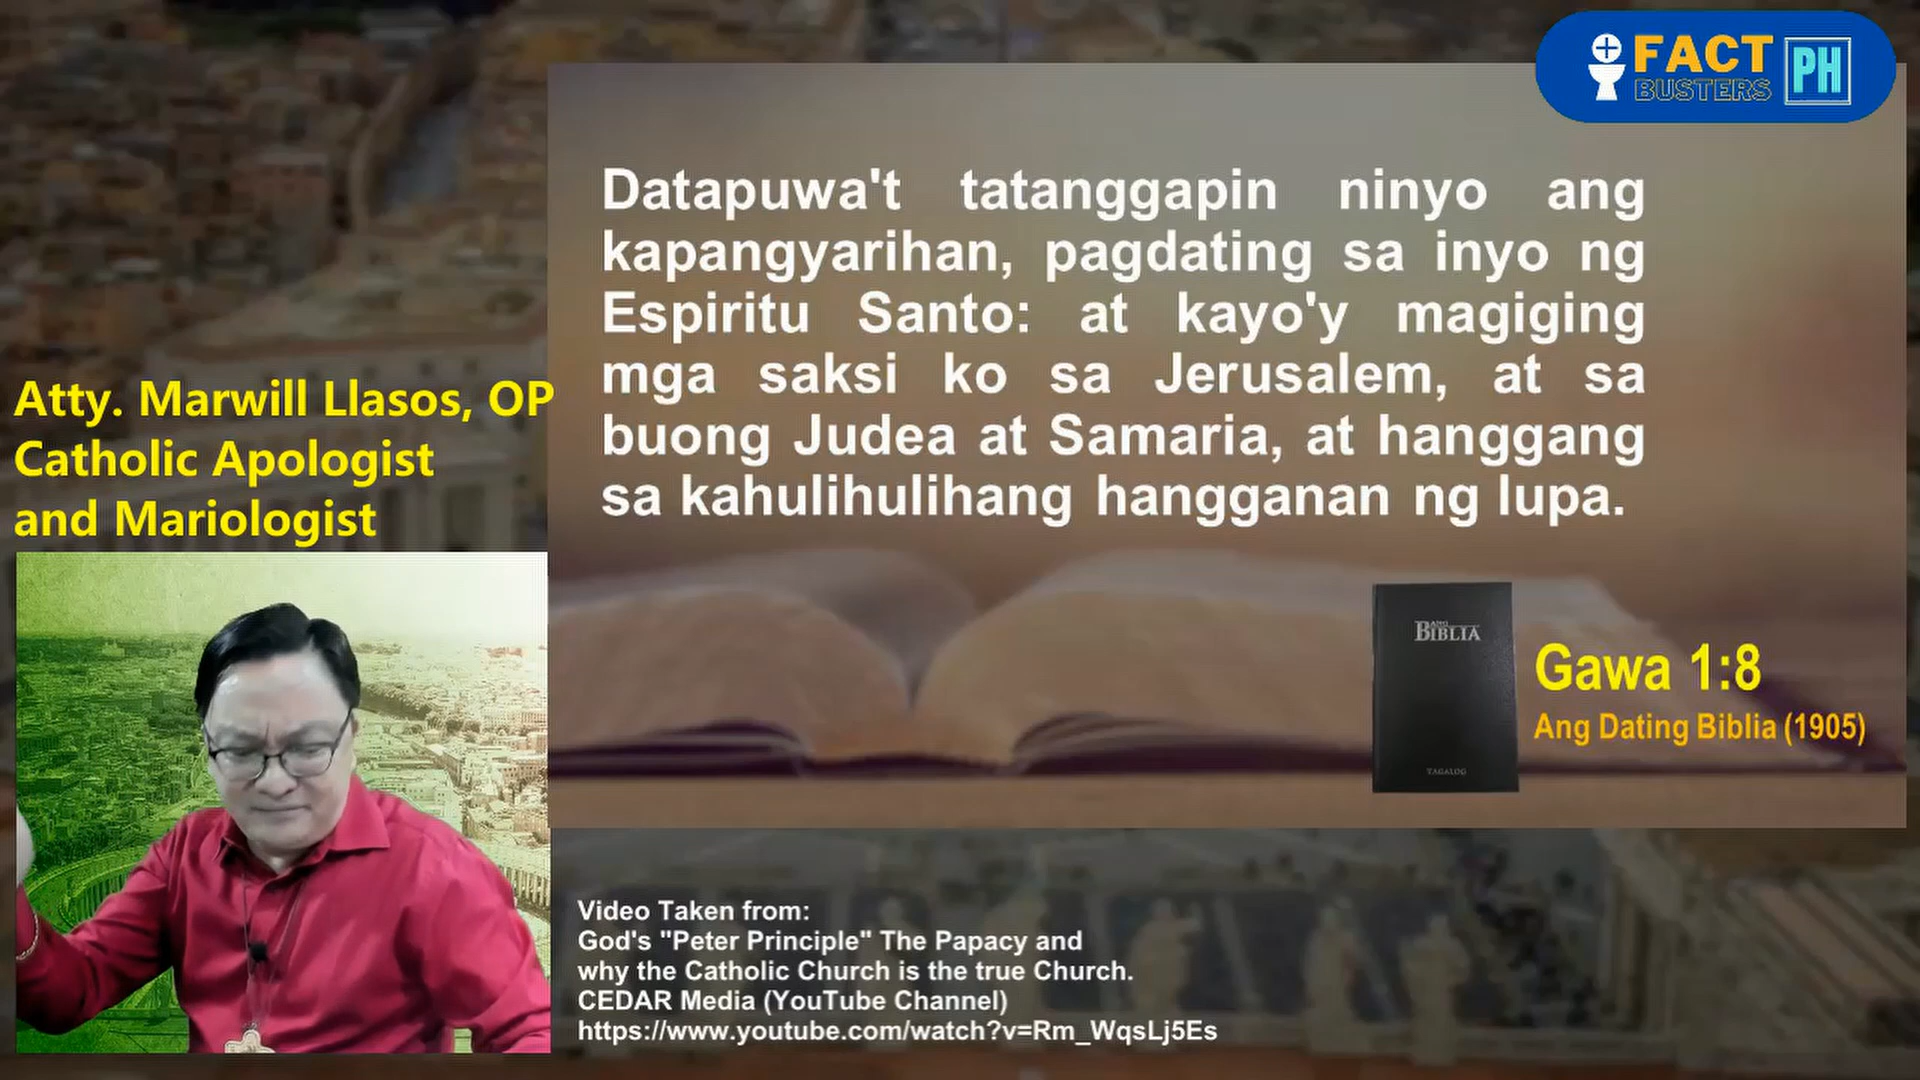 FACT
BUSTERS
PH
Datapuwa't tatanggapin ninyo ang
kapangyarihan, pagdating sa inyo ng
Espiritu Santo: at kayo'y magiging
mga saksi ko sa Jerusalem, at sa
buong Judea at Samaria, at hanggang
sa kahulihulihang hangganan ng lupa.
Atty. Marwill Llasos, OP
Catholic Apologist
and Mariologist
ANG
BIBLIA
TAGALOG
Gawa 1:8
Ang Dating Biblia (1905)
Video Taken from:
God's "Peter Principle" The Papacy and
why the Catholic Church is the true Church.
CEDAR Media (YouTube Channel)
https://www.youtube.com/watch?v=Rm_WqsLj5Es